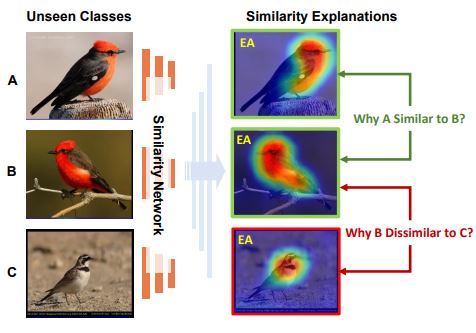 Unseen Classes
Similarity Explanations
A
EA
Why A Similar to B?
Similarity Network
B
EA
Why B Dissimilar to C?
C
EA